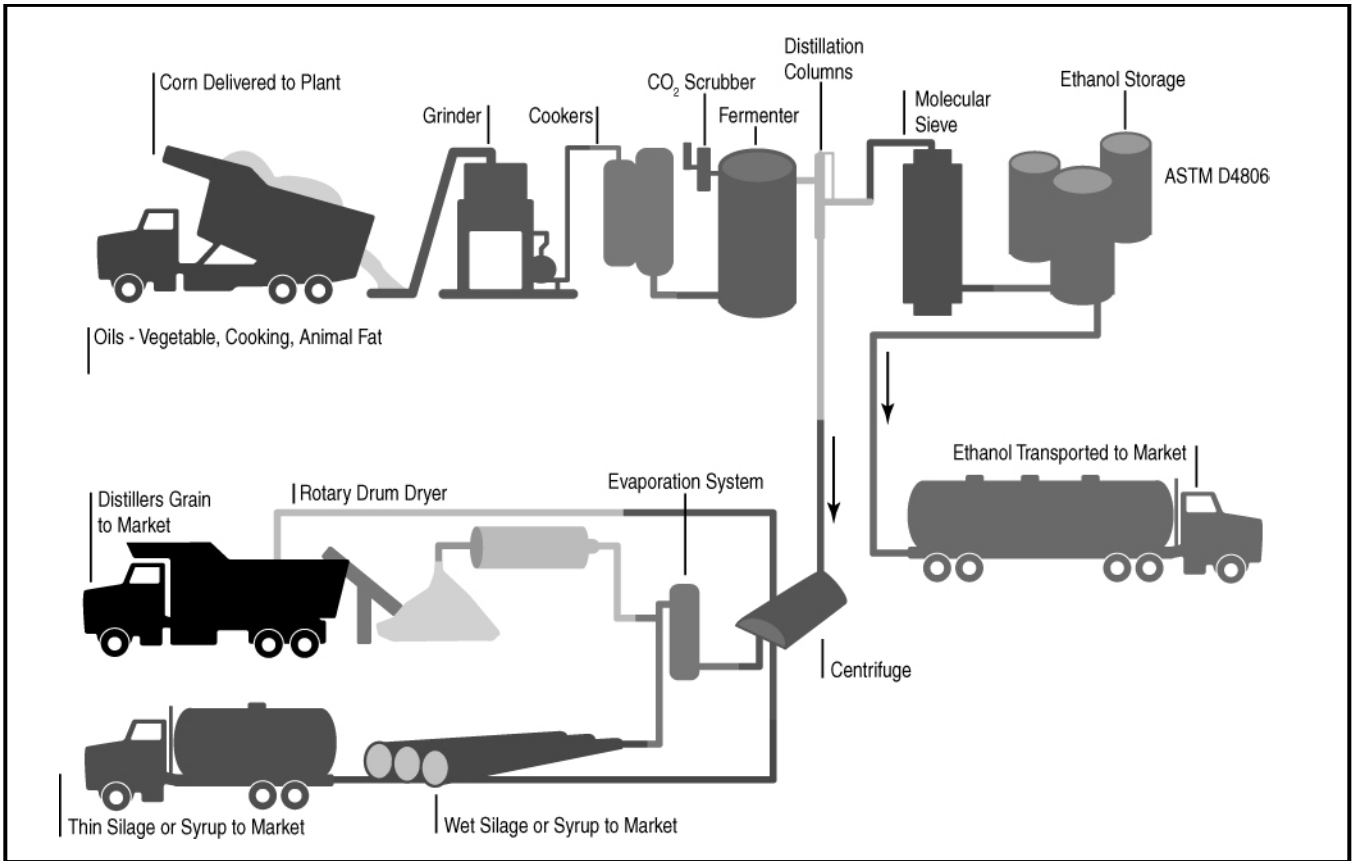 Corn Delivered to Plant
Grinder
Cookers
CO₂ Scrubber
Fermenter
Distillation
Columns
Molecular
Sieve
Ethanol Storage
ASTM D4806
Oils - Vegetable, Cooking, Animal Fat
Distillers Grain
to Market
Rotary Drum Dryer
Evaporation System
Ethanol Transported to Market
Centrifuge
Thin Silage or Syrup to Market
Wet Silage or Syrup to Market